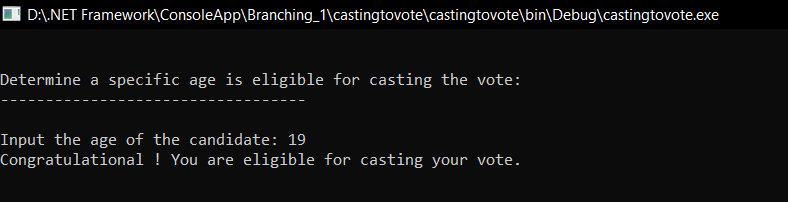 D:\.NET Framework\ConsoleApp\Branching_1\castingtovote\castingtovote\bin\Debug\castingtovote.exe
Determine a specific age is eligible for casting the vote:
----------------------------------
Input the age of the candidate: 19
Congratulational ! You are eligible for casting your vote.